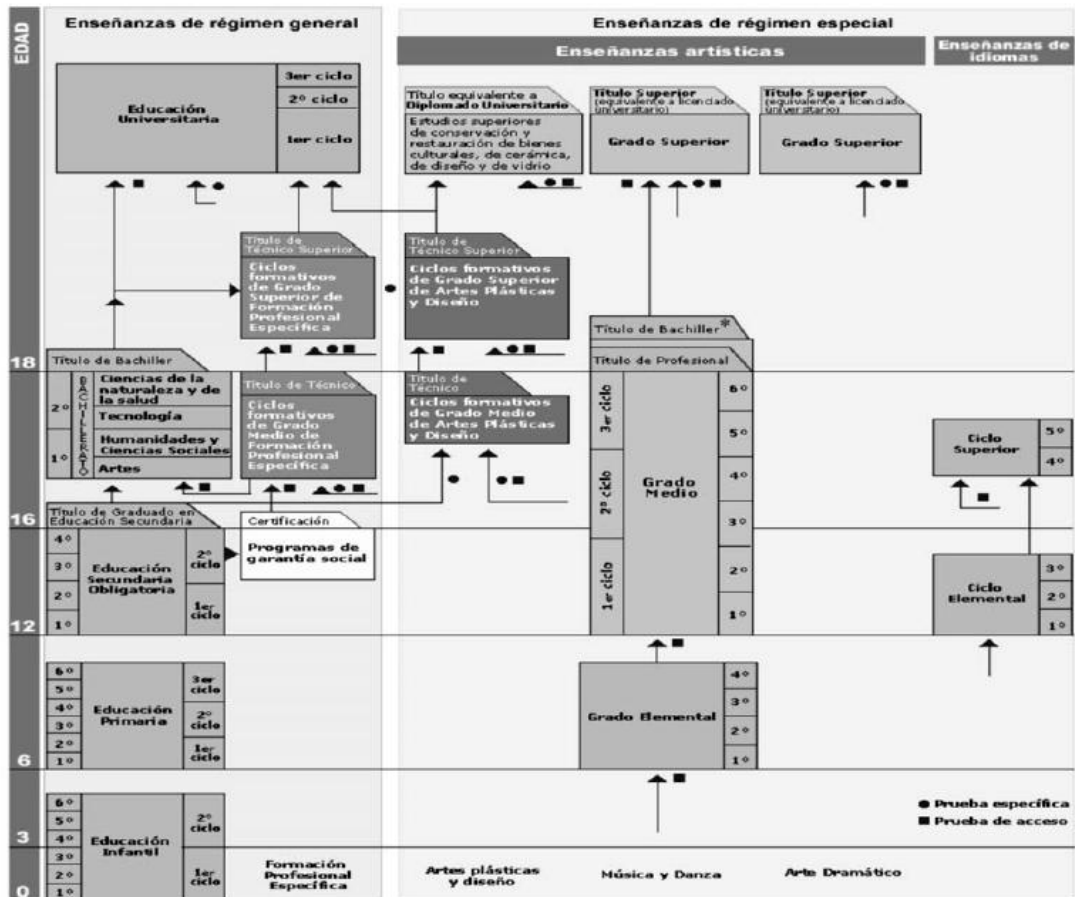 EDAD
Enseñanzas de régimen general
Enseñanzas de régimen especial
Enseñanzas artísticas
Enseñanzas de
idiomas
Educación
Universitaria
3er ciclo
2º ciclo
1er ciclo
Título equivalente a
Diplomado Universitario
Estudios superiores
de conservación y
restauración de bienes
culturales, de cerámica,
de diseño y de vidrio
Título Superior
(equivalente a licenciado
universitario)
Grado Superior
Título Superior
(equivalente a licenciado
universitario)
Grado Superior
Título de
Técnico Superior
Ciclos
formativos
de Grado
Superior de
Formación
Profesional
Específica
Título de
Técnico Superior
Ciclos formativos
de Grado Superior
de Artes Plásticas
y Diseño
18
Título de Bachiller
2º
1º
BACHILLERATO
Ciencias de la
naturaleza y de
la salud
Tecnología
Humanidades y
Ciencias Sociales
Artes
Título de Técnico
Ciclos
formativos
de Grado
Medio de
Formación
Profesional
Específica
Título de
Técnico
Ciclos formativos
de Grado Medio
de Artes Plásticas
y Diseño
Título de Bachiller*
Título de Profesional
3er ciclo
2º ciclo
1er ciclo
Grado
Medio
6º
5º
4º
3º
2º
1º
Ciclo
Superior
5º
4º
16
Título de Graduado en
Educación Secundaria
4º
3º
2º
1º
Educación
Secundaria
Obligatoria
2º
ciclo
1er
ciclo
Certificación
Programas de
garantía social
Ciclo
Elemental
3º
2º
1º
12
6º
5º
4º
3º
2º
1º
Educación
Primaria
3er
ciclo
2º
ciclo
1er
ciclo
Grado Elemental
4º
3º
2º
1º
6
6º
5º
4º
3º
2º
1º
Educación
Infantil
2º
ciclo
1er
ciclo
3
0
● Prueba específica
■ Prueba de acceso
Formación
Profesional
Específica
Artes plásticas
y diseño
Música y Danza
Arte Dramático